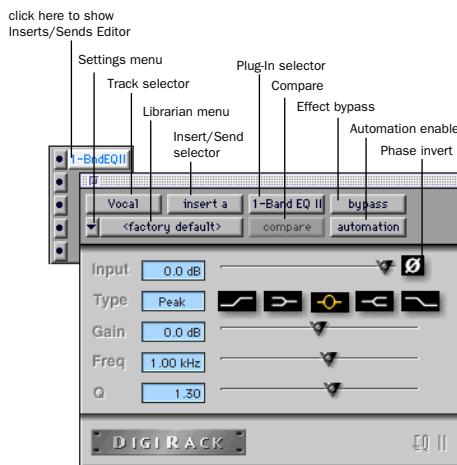 click here to show
Inserts/Sends Editor
Settings menu
Track selector
Plug-In selector
Compare
Librarian menu
Effect bypass
Insert/Send
selector
Automation enable
Phase invert
1-BndEQII
Vocal
insert a
1-Band EQ II
bypass
<factory default>
compare
automation
Input
0.0 dB
Ø
Type
Peak
Gain
0.0 dB
Freq
1.00 kHz
Q
1.30
DIGIRACK
EQ II